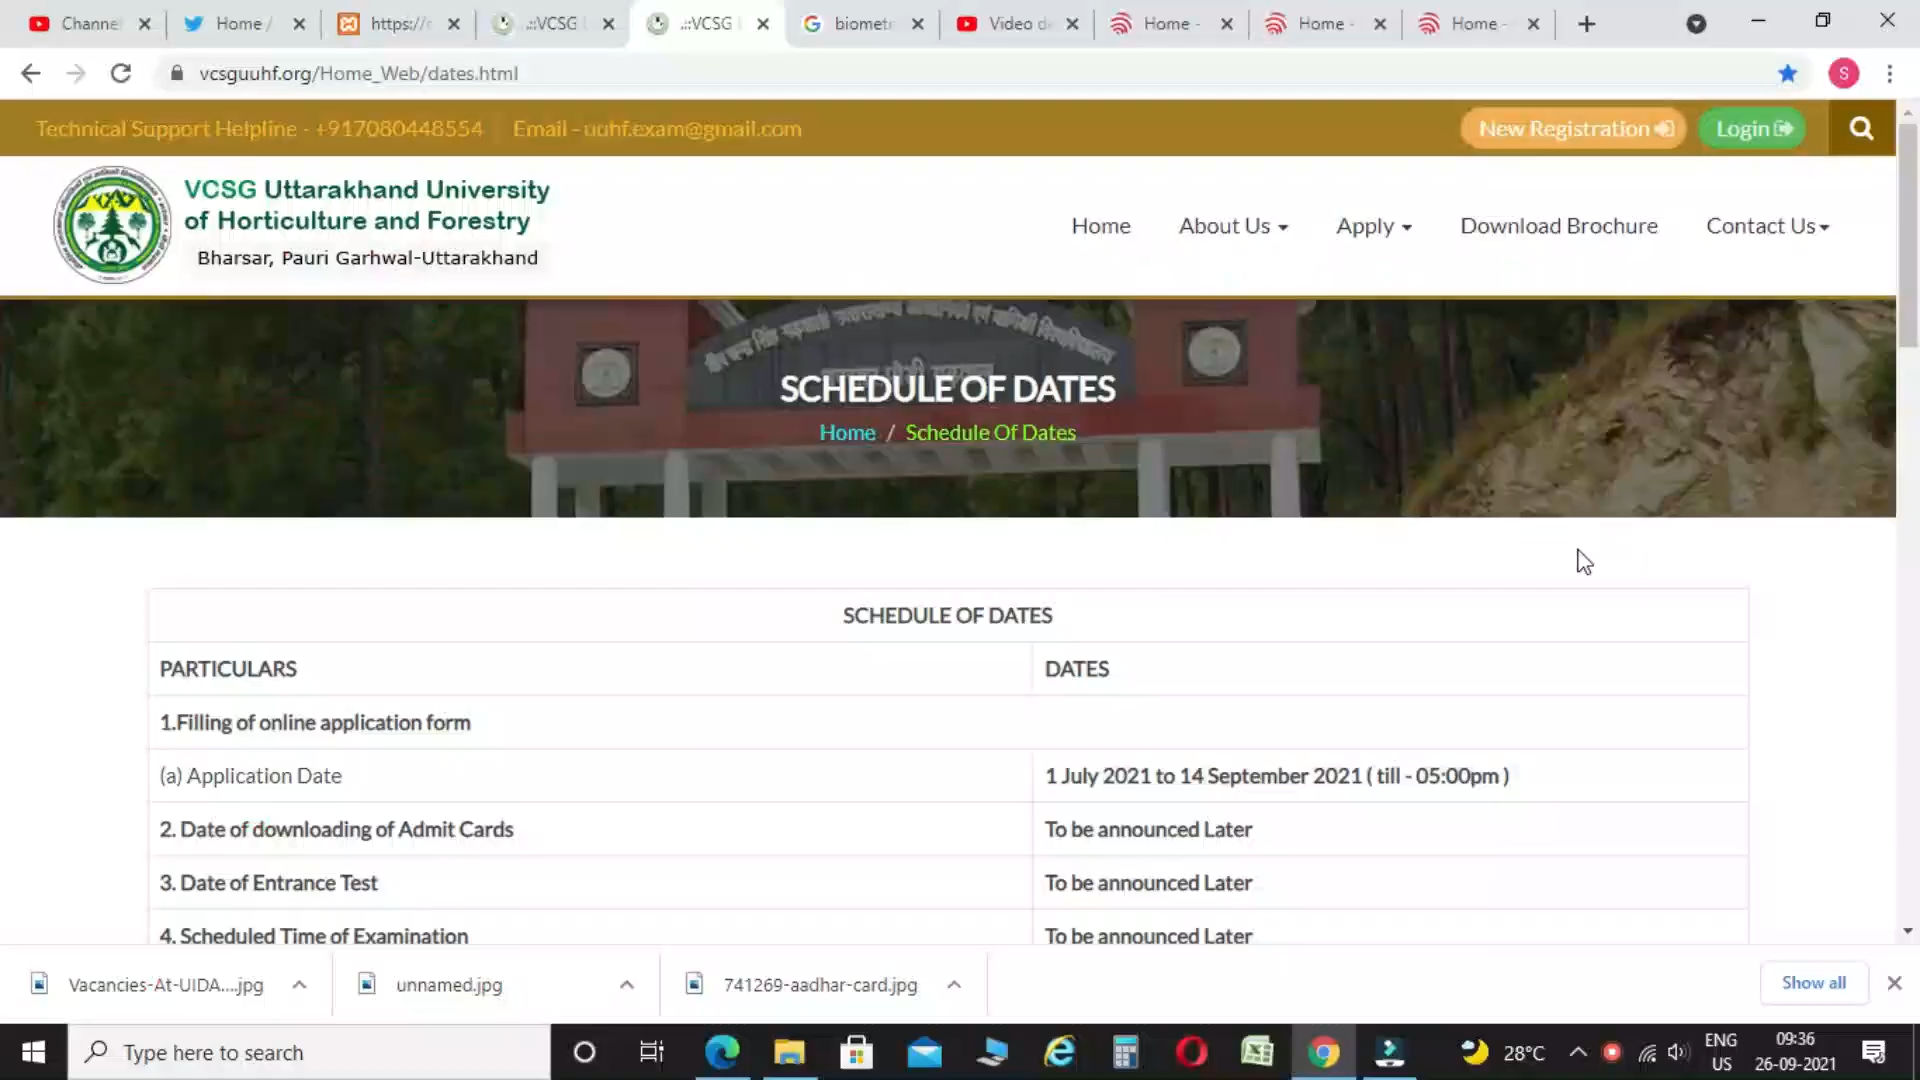 Channe
Home /
https://
.::VCSG
.::VCSG
biomet
Video d
Home -
Home -
Home -
S
vcsguuhf.org/Home_Web/dates.html
Technical Support Helpline - +917080448554
Email - uuhf.exam@gmail.com
New Registration
Login
VCSG Uttarakhand University
of Horticulture and Forestry
Bharsar, Pauri Garhwal-Uttarakhand
Home
About Us
Apply
Download Brochure
Contact Us
SCHEDULE OF DATES
Home / Schedule Of Dates
SCHEDULE OF DATES
PARTICULARS
DATES
1.Filling of online application form
(a) Application Date
1 July 2021 to 14 September 2021 ( till - 05:00pm )
2. Date of downloading of Admit Cards
To be announced Later
3. Date of Entrance Test
To be announced Later
4. Scheduled Time of Examination
To be announced Later
Vacancies-At-UIDA....jpg
unnamed.jpg
741269-aadhar-card.jpg
Show all
Type here to search
28°C
ENG
US
09:36
26-09-2021